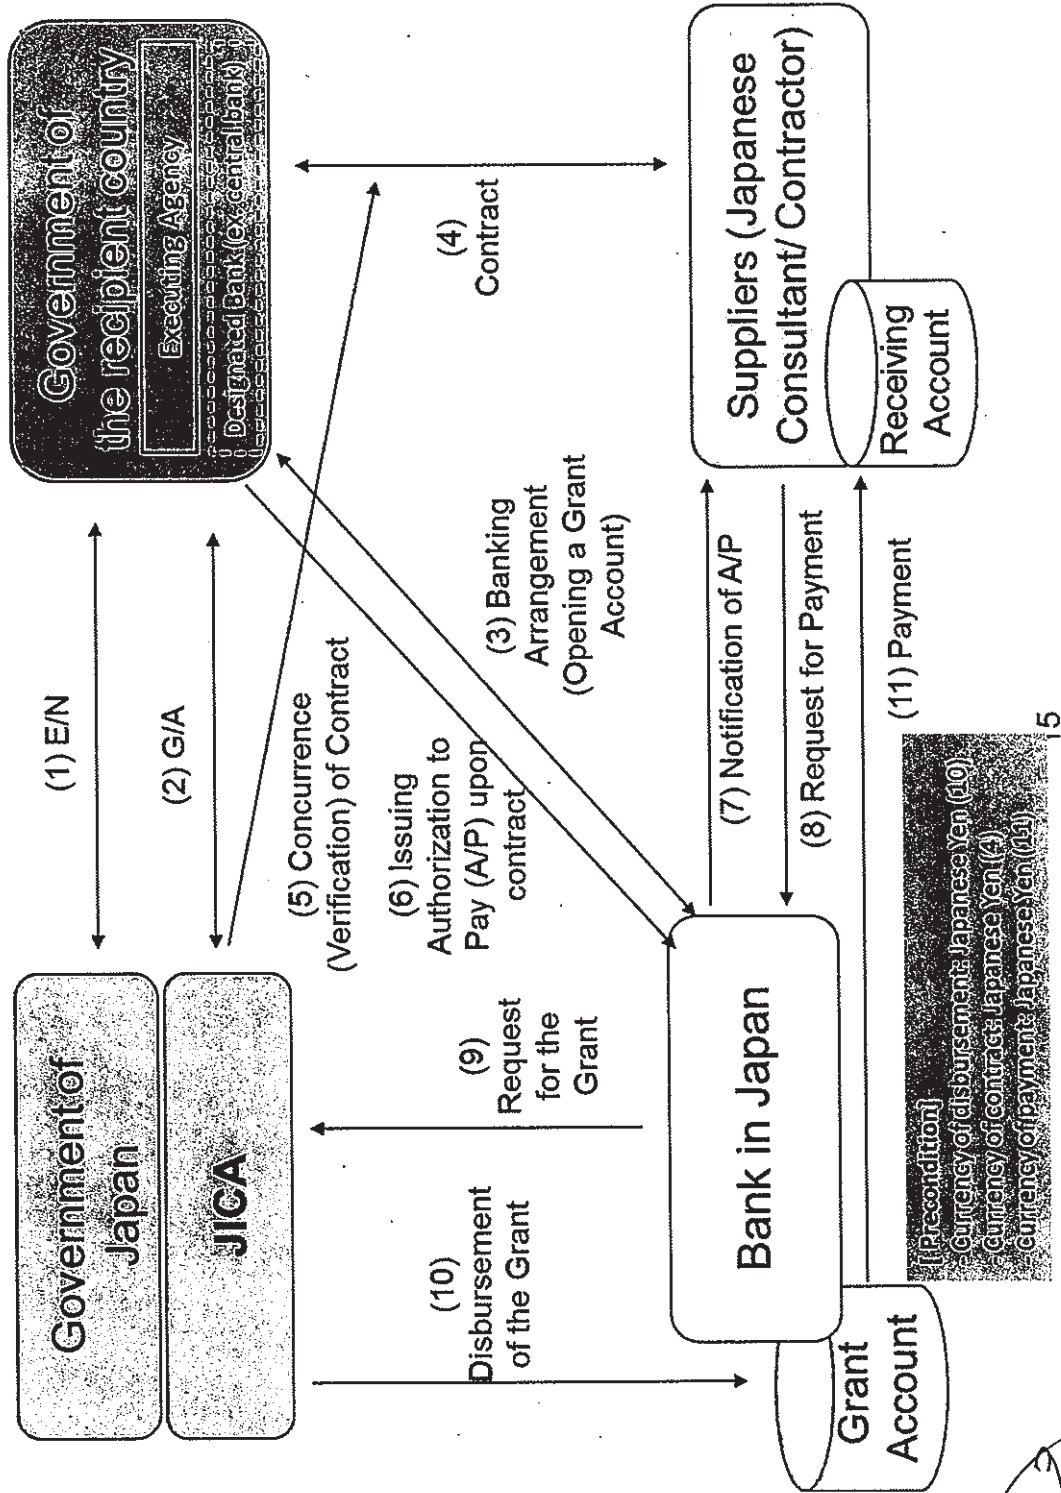 Government of
Japan
JICA
(1) E/N
(2) G/A
Government of
the recipient country
Executing Agency
Designated Bank (ex. central bank)
(5) Concurrence
(Verification) of Contract
(6) Issuing
Authorization to
Pay (A/P) upon
contract
(3) Banking
Arrangement
(Opening a Grant
Account)
(4)
Contract
(9)
Request
for the
Grant
(10)
Disbursement
of the Grant
Bank in Japan
Grant
Account
(7) Notification of A/P
(8) Request for Payment
(11) Payment
Suppliers (Japanese
Consultant/ Contractor)
Receiving
Account
[Precondition]
Currency of disbursement: Japanese Yen (10)
Currency of contract: Japanese Yen (4)
Currency of payment: Japanese Yen (11)
15